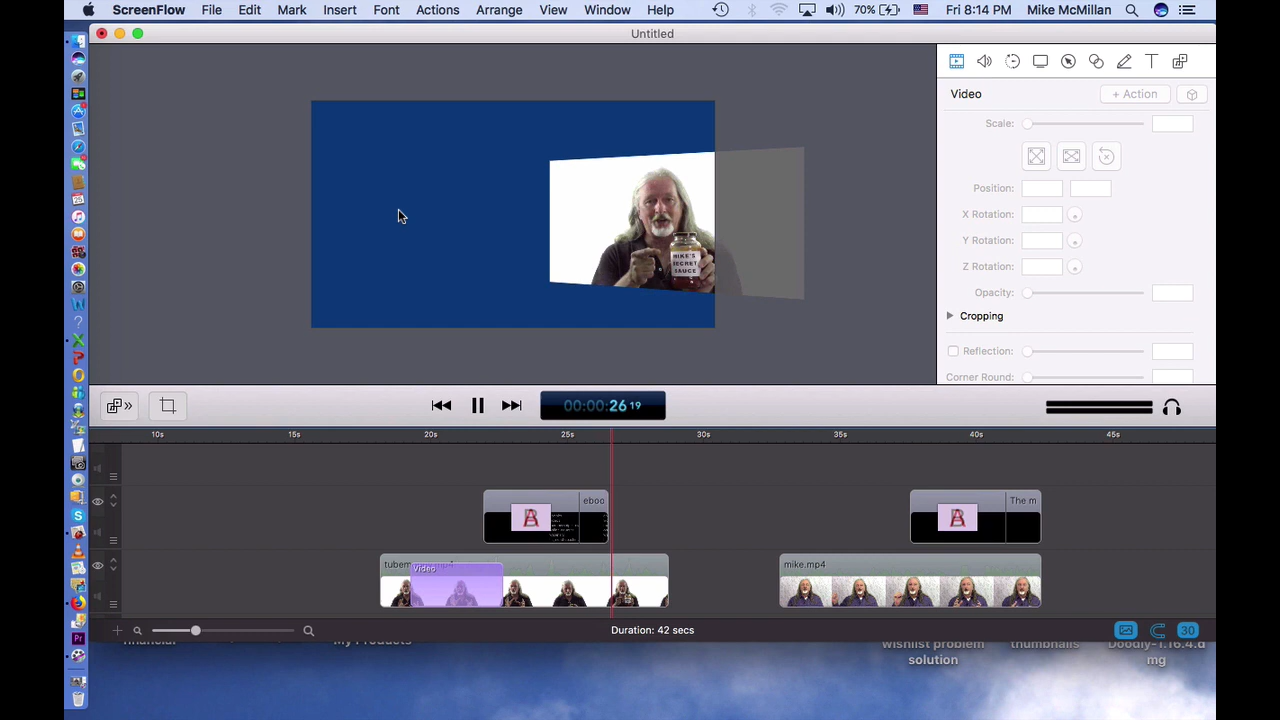 ScreenFlow File Edit Mark Insert Font Actions Arrange View Window Help 70% Fri 8:14 PM Mike McMillan
Untitled
Video + Action
Scale:
Position:
X Rotation:
Y Rotation:
Z Rotation:
Opacity:
Cropping
Reflection:
Corner Round:
MIKE'S
SECRET
SAUCE
00:00:26 19
10s 15s 20s 25s 30s 35s 40s 45s
eboo
The m
tubem .mp4
Video
mike.mp4
Duration: 42 secs
30
financial
My Products
wishlist problem
solution
thumbnails
Doodly-1.16.4.d
mg